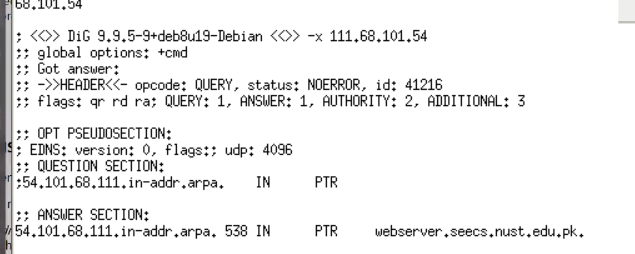 68.101.54
; <<>> DiG 9.9.5-9+deb8u19-Debian <<>> -x 111.68.101.54
;; global options: +cmd
;; Got answer:
;; ->>HEADER<<- opcode: QUERY, status: NOERROR, id: 41216
;; flags: qr rd ra; QUERY: 1, ANSWER: 1, AUTHORITY: 2, ADDITIONAL: 3
;; OPT PSEUDOSECTION:
; EDNS: version: 0, flags:; udp: 4096
;; QUESTION SECTION:
;54.101.68.111.in-addr.arpa. IN PTR
;; ANSWER SECTION:
54.101.68.111.in-addr.arpa. 538 IN PTR webserver.seecs.nust.edu.pk.